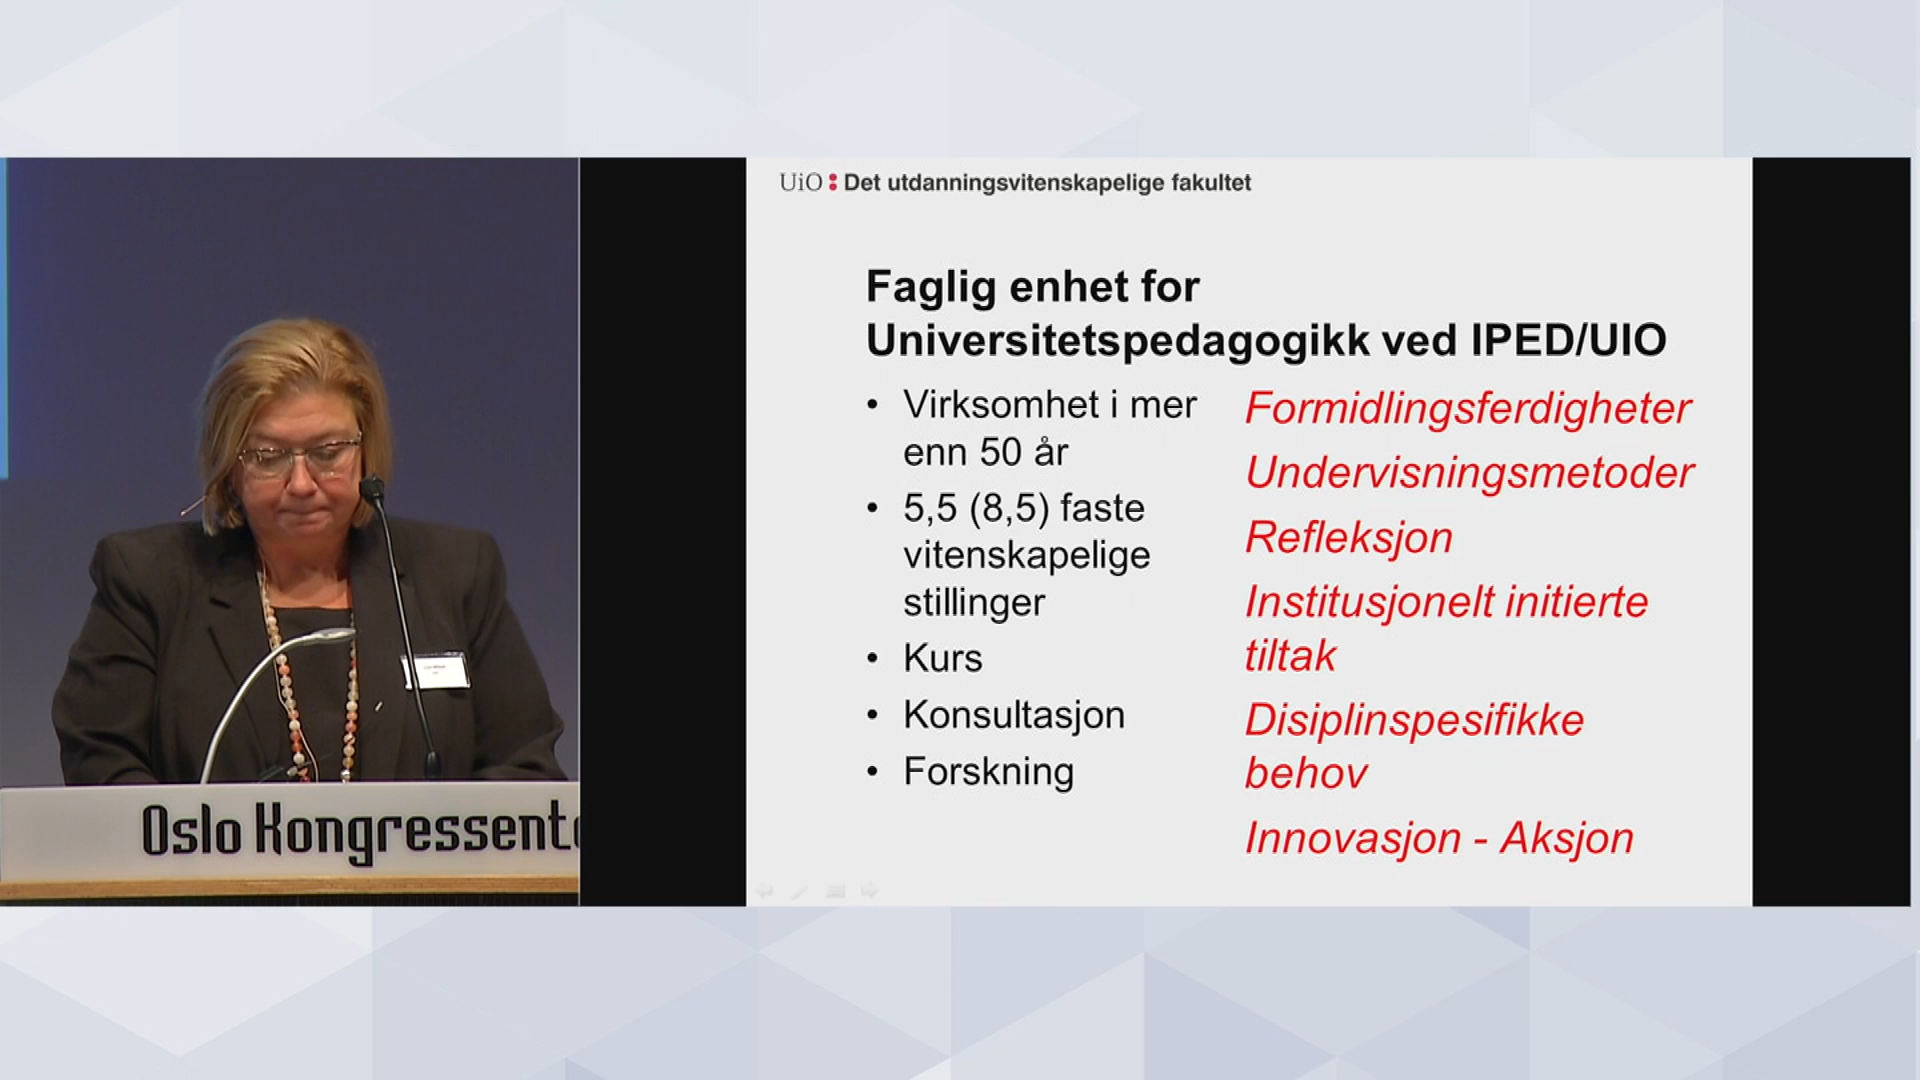 Oslo Kongressente
UiO: Det utdanningsvitenskapelige fakultet
Faglig enhet for
Universitetspedagogikk ved IPED/UIO
• Virksomhet i mer
enn 50 år
• 5,5 (8,5) faste
vitenskapelige
stillinger
• Kurs
• Konsultasjon
• Forskning
Formidlingsferdigheter
Undervisningsmetoder
Refleksjon
Institusjonelt initierte
tiltak
Disiplinspesifikke
behov
Innovasjon - Aksjon